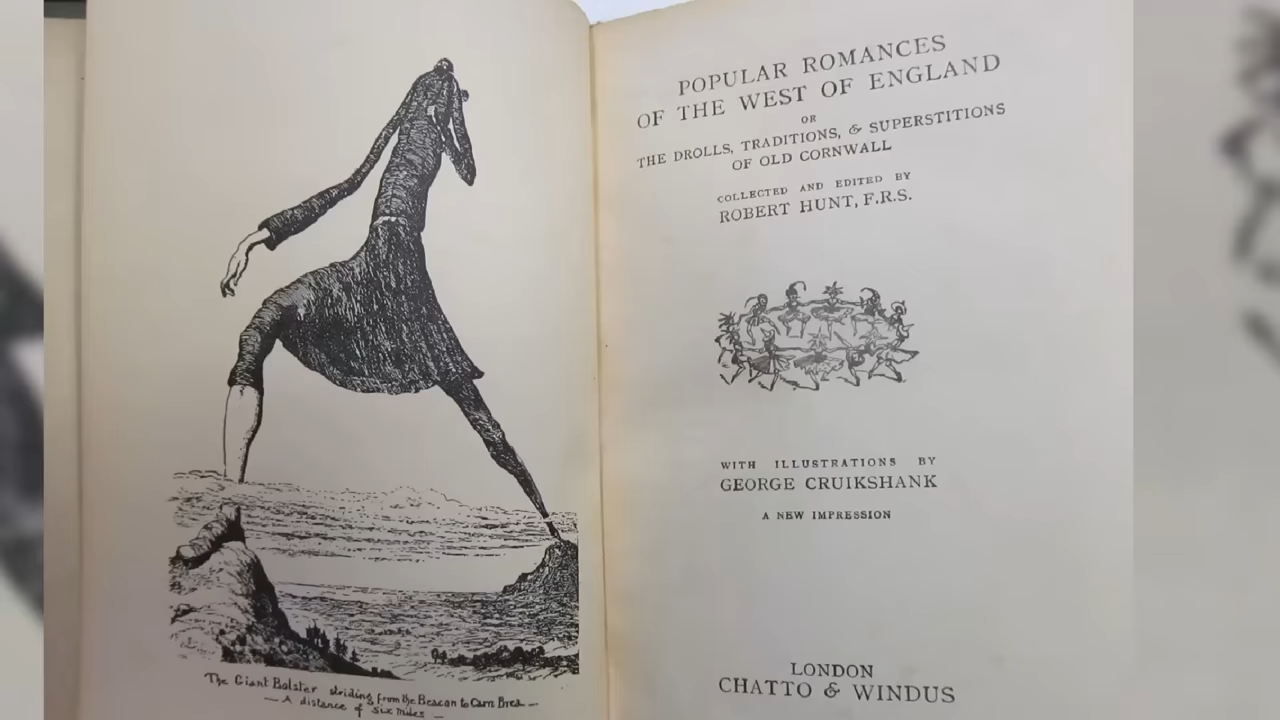 The Giant Bolster striding from the Beacon to Carn Brea —
— A distance of six miles —
POPULAR ROMANCES
OF THE WEST OF ENGLAND
OR
THE DROLLS, TRADITIONS, & SUPERSTITIONS
OF OLD CORNWALL
COLLECTED AND EDITED BY
ROBERT HUNT, F.R.S.
WITH ILLUSTRATIONS BY
GEORGE CRUIKSHANK
A NEW IMPRESSION
LONDON
CHATTO & WINDUS